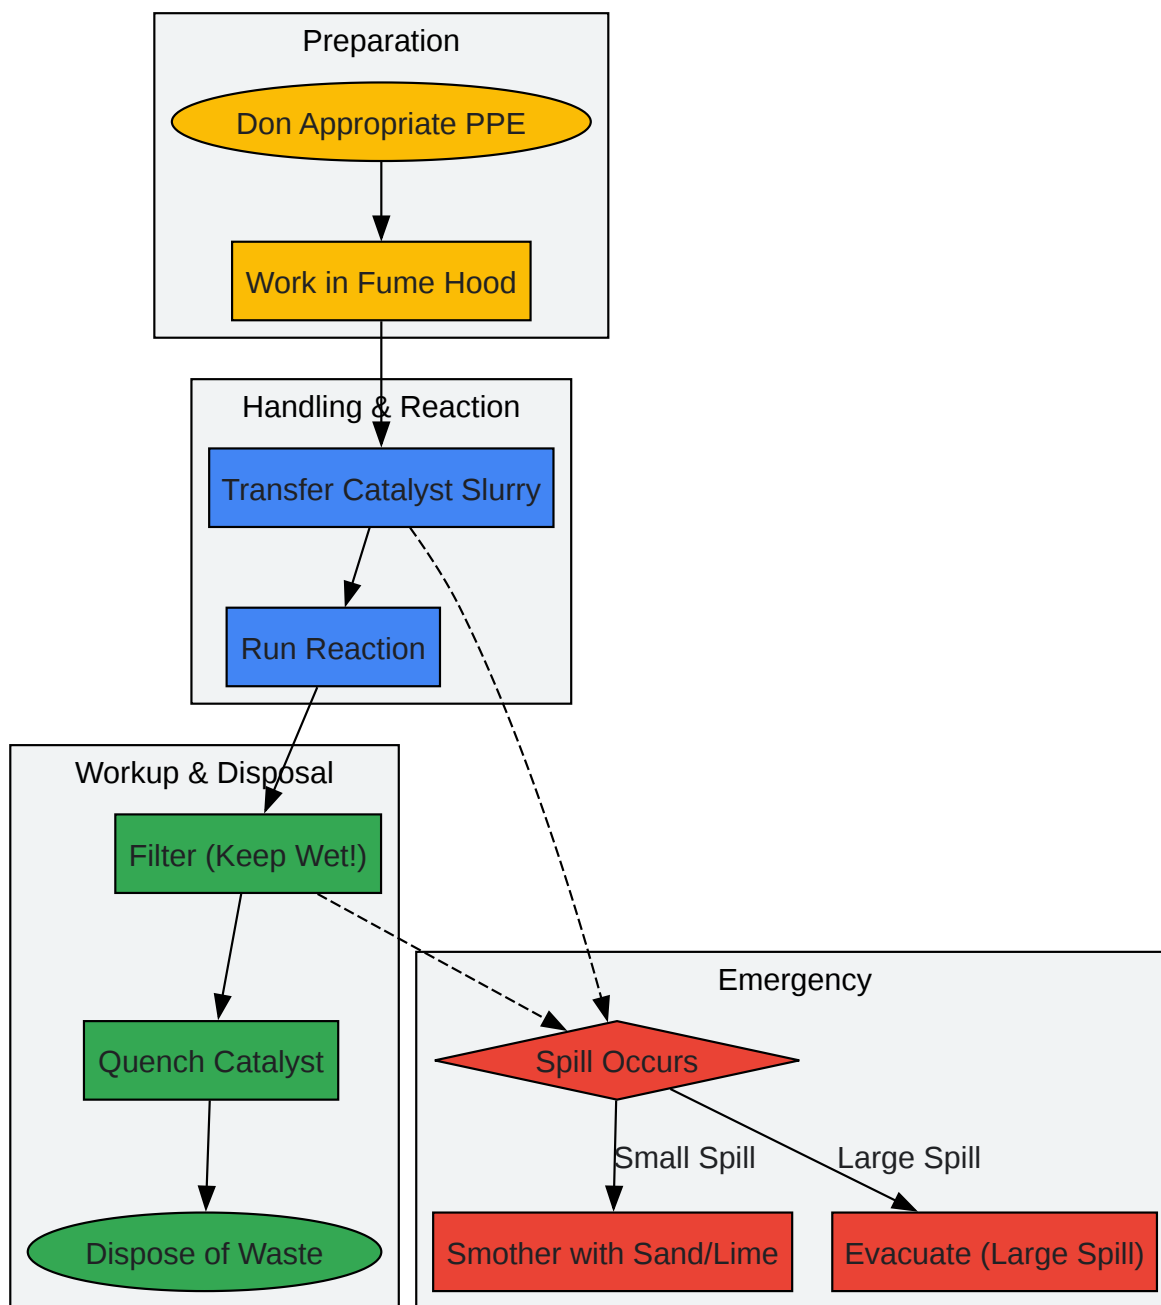 Preparation
Don Appropriate PPE
Work in Fume Hood
Handling & Reaction
Transfer Catalyst Slurry
Run Reaction
Workup & Disposal
Filter (Keep Wet!)
Quench Catalyst
Dispose of Waste
Emergency
Spill Occurs
Small Spill
Large Spill
Smother with Sand/Lime
Evacuate (Large Spill)